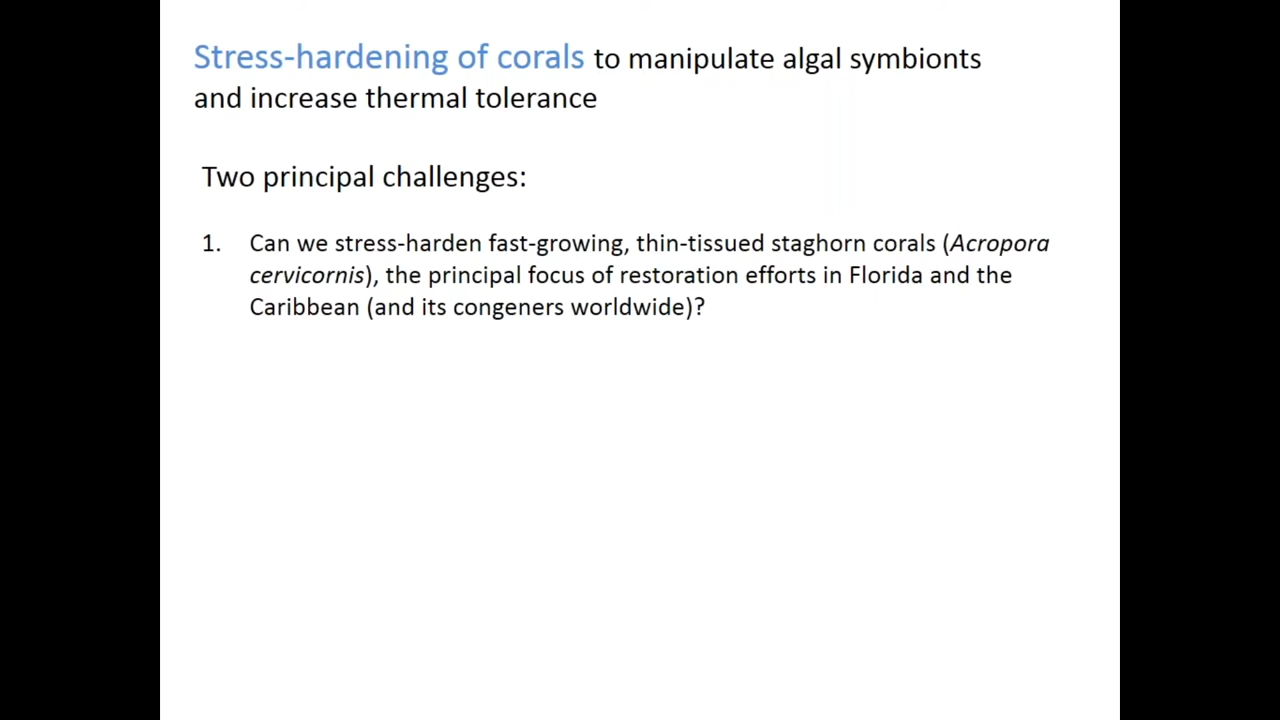 Stress-hardening of corals to manipulate algal symbionts
and increase thermal tolerance
Two principal challenges:
1. Can we stress-harden fast-growing, thin-tissued staghorn corals (Acropora
cervicornis), the principal focus of restoration efforts in Florida and the
Caribbean (and its congeners worldwide)?